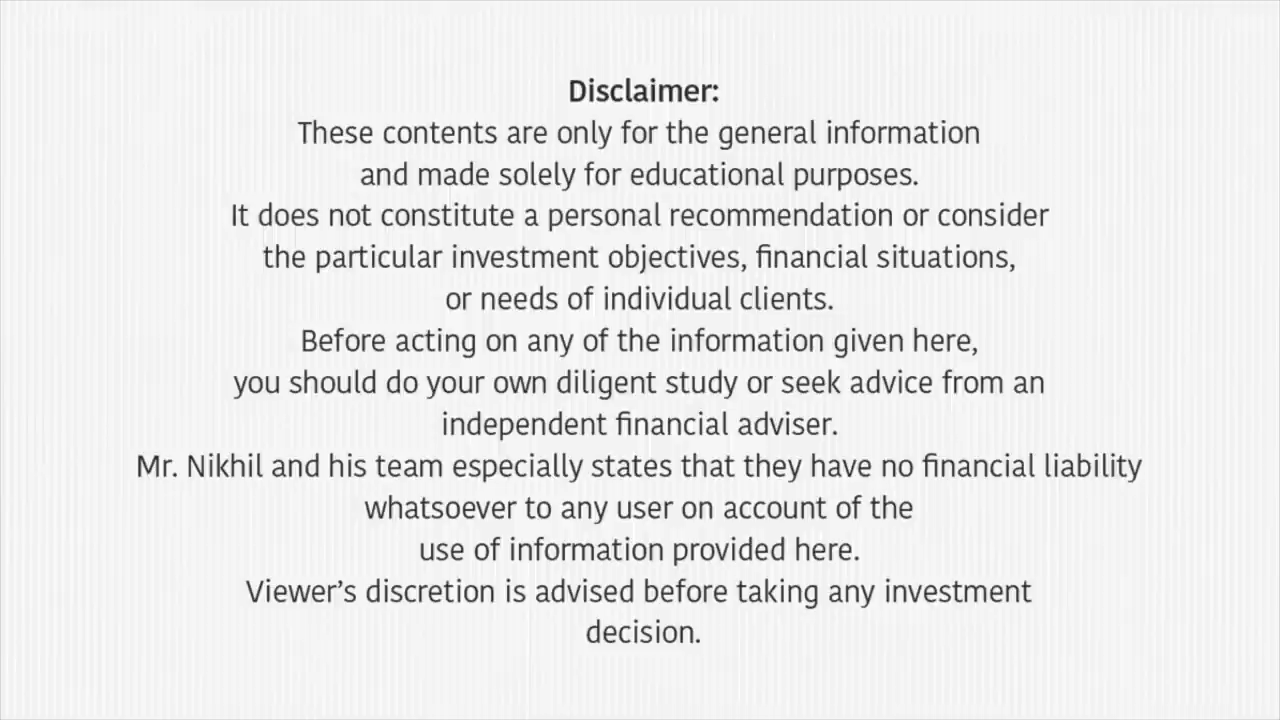 Disclaimer:
These contents are only for the general information
and made solely for educational purposes.
It does not constitute a personal recommendation or consider
the particular investment objectives, financial situations,
or needs of individual clients.
Before acting on any of the information given here,
you should do your own diligent study or seek advice from an
independent financial adviser.
Mr. Nikhil and his team especially states that they have no financial liability
whatsoever to any user on account of the
use of information provided here.
Viewer’s discretion is advised before taking any investment
decision.